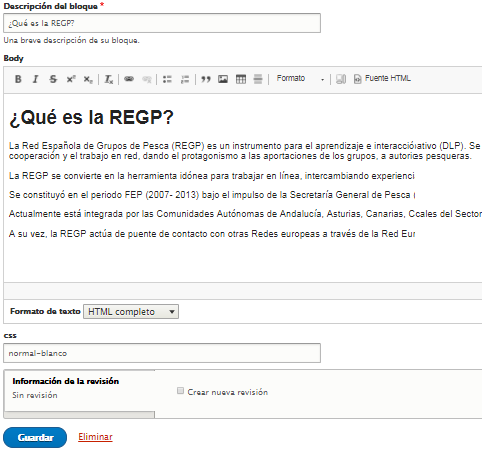 Descripción del bloque *
¿Qué es la REGP?
Una breve descripción de su bloque.
Body
B I S x² x₂ Tx Formato Fuente HTML
¿Qué es la REGP?
La Red Española de Grupos de Pesca (REGP) es un instrumento para el aprendizaje e interacciói​ativo (DLP). Se
cooperación y el trabajo en red, dando el protagonismo a las aportaciones de los grupos, a autories pesqueras.
La REGP se convierte en la herramienta idónea para trabajar en línea, intercambiando experienci
Se constituyó en el periodo FEP (2007- 2013) bajo el impulso de la Secretaría General de Pesca (
Actualmente está integrada por las Comunidades Autónomas de Andalucía, Asturias, Canarias, Ccales del Sector
A su vez, la REGP actúa de puente de contacto con otras Redes europeas a través de la Red Eur
Formato de texto HTML completo
css
normal-blanco
Información de la revisión
Sin revisión
Crear nueva revisión
Guardar Eliminar